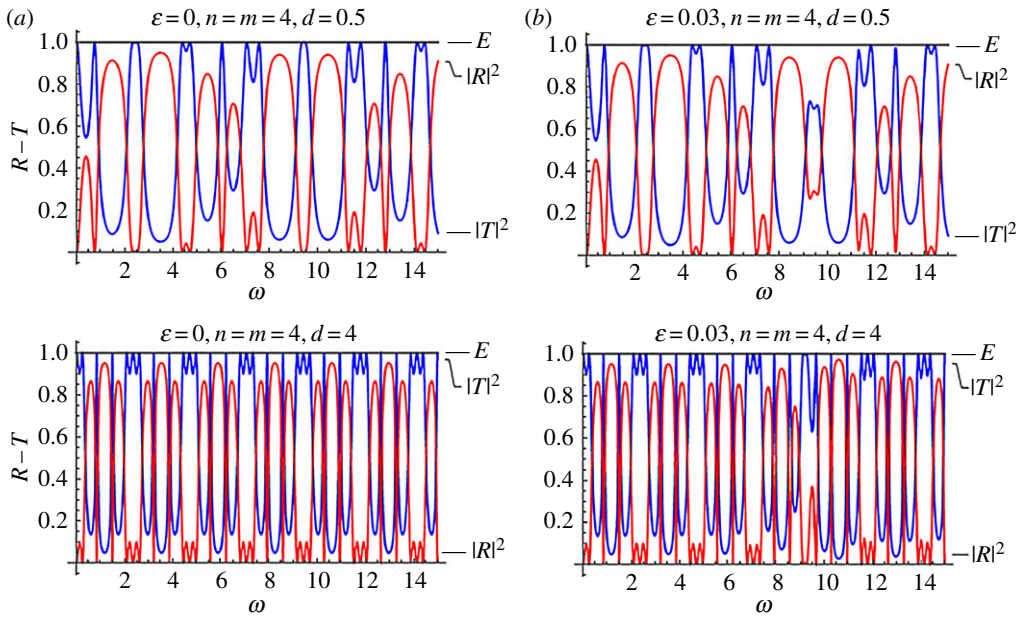 (a)
ε = 0, n = m = 4, d = 0.5
1.0
0.8
0.6
0.4
0.2
R – T
2 4 6 8 10 12 14
ω
E
|R|²
|T|²
(b)
ε = 0.03, n = m = 4, d = 0.5
1.0
0.8
0.6
0.4
0.2
2 4 6 8 10 12 14
ω
E
|R|²
|T|²
ε = 0, n = m = 4, d = 4
1.0
0.8
0.6
0.4
0.2
R – T
2 4 6 8 10 12 14
ω
E
|T|²
|R|²
ε = 0.03, n = m = 4, d = 4
1.0
0.8
0.6
0.4
0.2
2 4 6 8 10 12 14
ω
E
|T|²
|R|²